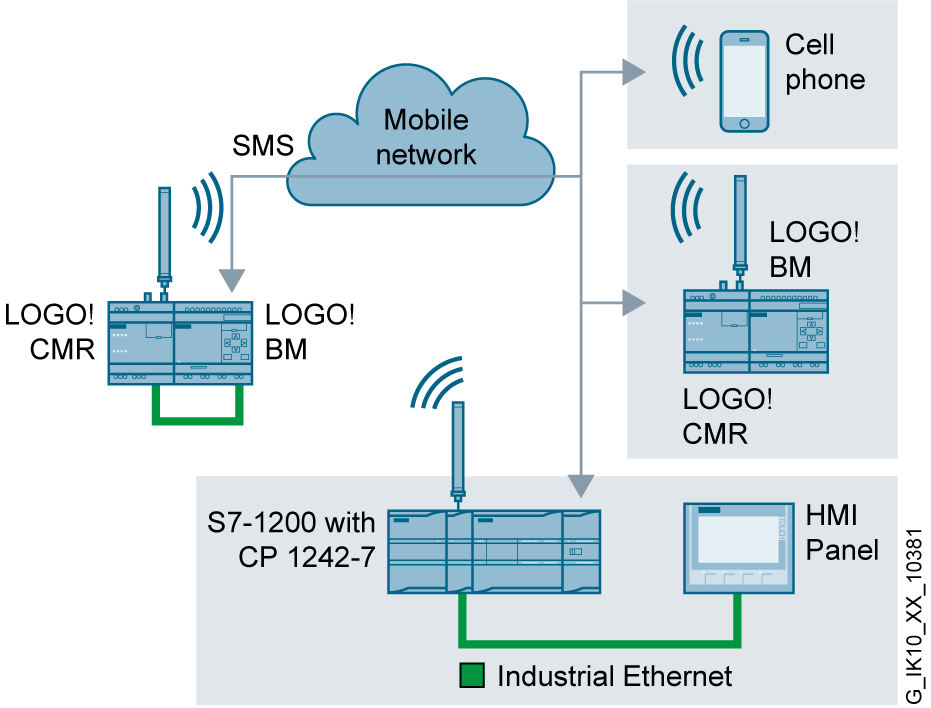 Cell
phone
Mobile
network
SMS
LOGO!
BM
LOGO!
CMR
LOGO!
BM
LOGO!
CMR
S7-1200 with
CP 1242-7
HMI
Panel
Industrial Ethernet
G_IK10_XX_10381